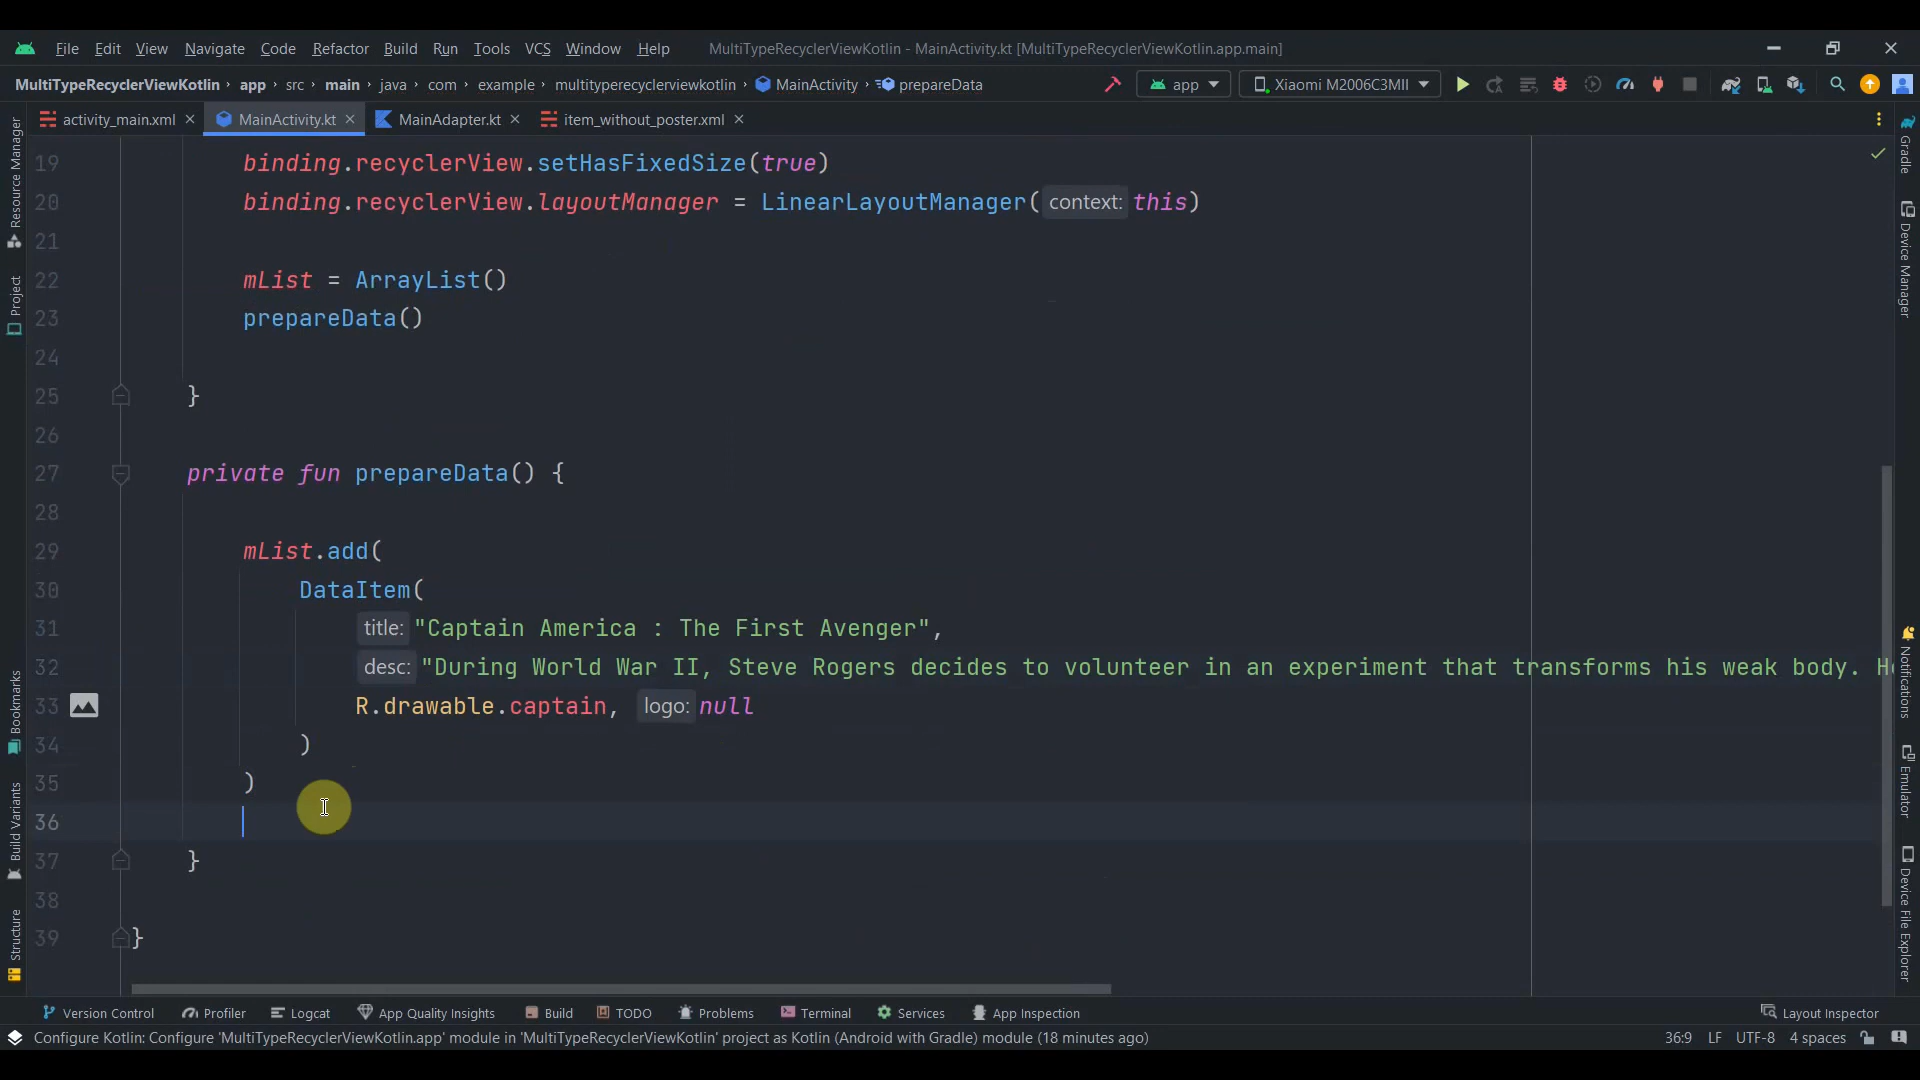 File Edit View Navigate Code Refactor Build Run Tools VCS Window Help MultiTypeRecyclerViewKotlin - MainActivity.kt [MultiTypeRecyclerViewKotlin.app.main]
MultiTypeRecyclerViewKotlin › app › src › main › java › com › example › multityperecyclerviewkotlin › MainActivity › prepareData app Xiaomi M2006C3MII
activity_main.xml MainActivity.kt MainAdapter.kt item_without_poster.xml
19 binding.recyclerView.setHasFixedSize(true)
20 binding.recyclerView.layoutManager = LinearLayoutManager( context: this)
21
22 mList = ArrayList()
23 prepareData()
24
25 }
26
27 private fun prepareData() {
28
29 mList.add(
30 DataItem(
31 title: "Captain America : The First Avenger",
32 desc: "During World War II, Steve Rogers decides to volunteer in an experiment that transforms his weak body. He
33 R.drawable.captain, logo: null
34 )
35 )
36
37 }
38
39 }
Resource Manager
Project
Bookmarks
Build Variants
Structure
Gradle
Device Manager
Notifications
Emulator
Device File Explorer
Version Control Profiler Logcat App Quality Insights Build TODO Problems Terminal Services App Inspection Layout Inspector
Configure Kotlin: Configure 'MultiTypeRecyclerViewKotlin.app' module in 'MultiTypeRecyclerViewKotlin' project as Kotlin (Android with Gradle) module (18 minutes ago) 36:9 LF UTF-8 4 spaces